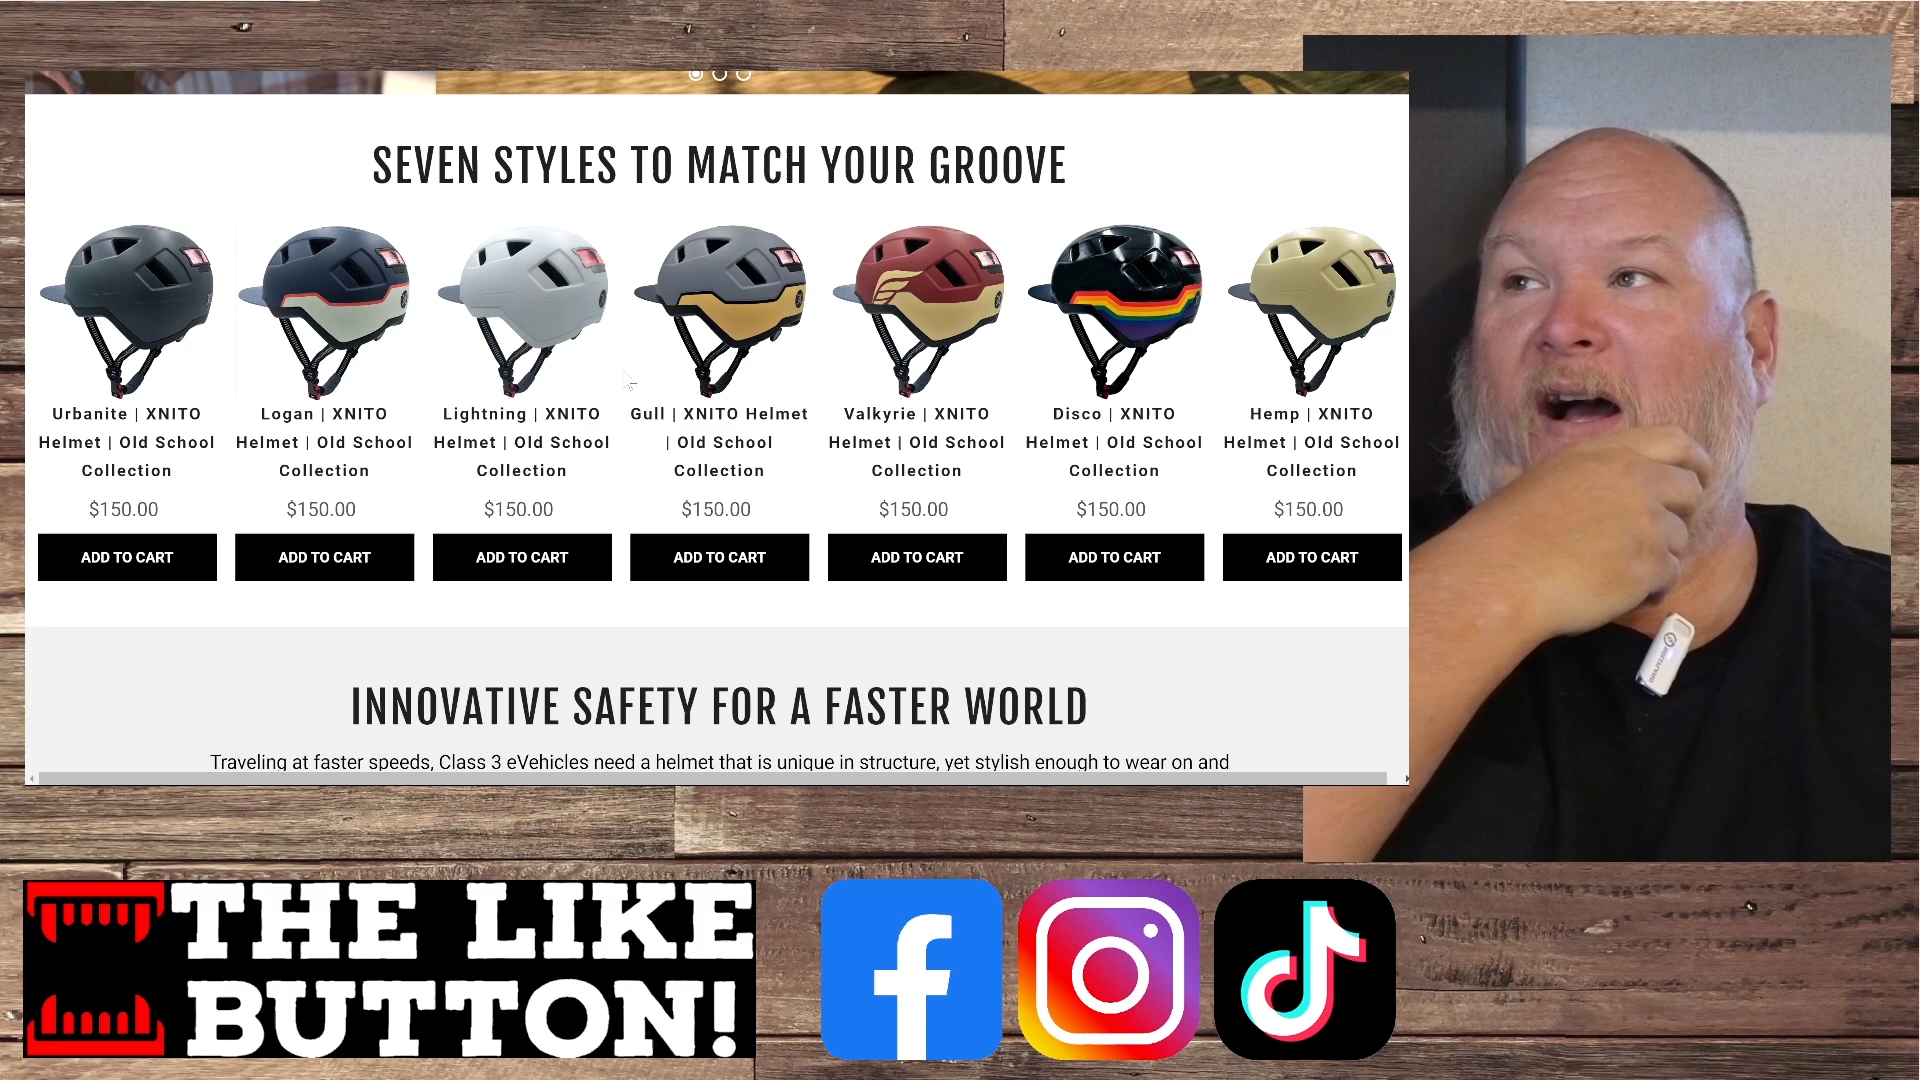 SEVEN STYLES TO MATCH YOUR GROOVE
Urbanite | XNITO
Helmet | Old School
Collection
$150.00
ADD TO CART
Logan | XNITO
Helmet | Old School
Collection
$150.00
ADD TO CART
Lightning | XNITO
Helmet | Old School
Collection
$150.00
ADD TO CART
Gull | XNITO Helmet
| Old School
Collection
$150.00
ADD TO CART
Valkyrie | XNITO
Helmet | Old School
Collection
$150.00
ADD TO CART
Disco | XNITO
Helmet | Old School
Collection
$150.00
ADD TO CART
Hemp | XNITO
Helmet | Old School
Collection
$150.00
ADD TO CART
INNOVATIVE SAFETY FOR A FASTER WORLD
Traveling at faster speeds, Class 3 eVehicles need a helmet that is unique in structure, yet stylish enough to wear on and
THE LIKE
BUTTON!